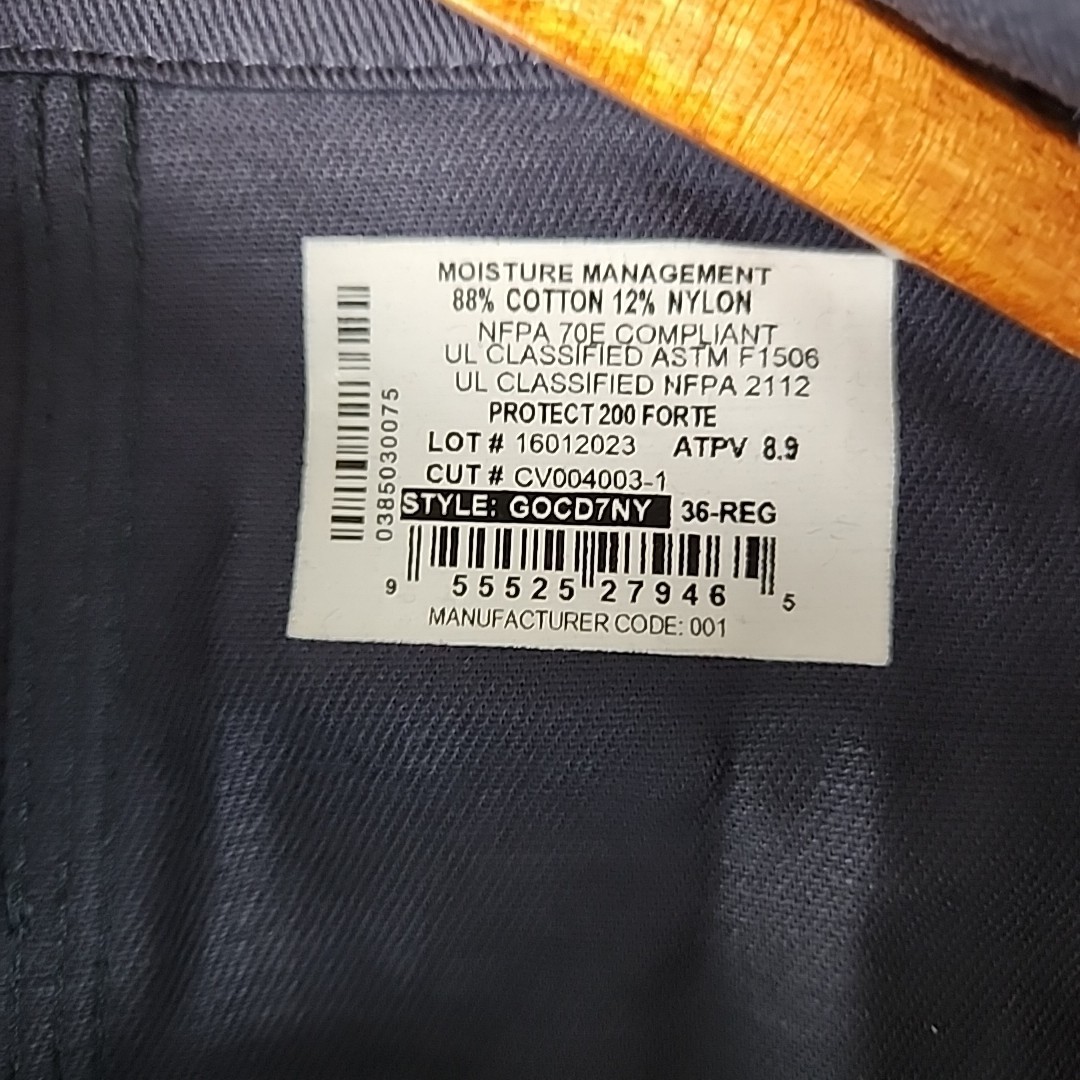 MOISTURE MANAGEMENT
88% COTTON 12% NYLON
NFPA 70E COMPLIANT
UL CLASSIFIED ASTM F1506
UL CLASSIFIED NFPA 2112
PROTECT 200 FORTE
LOT # 16012023 ATPV 8.9
CUT # CV004003-1
STYLE: GOCD7NY 36-REG
9 55525 27946 5
MANUFACTURER CODE: 001
0385030075